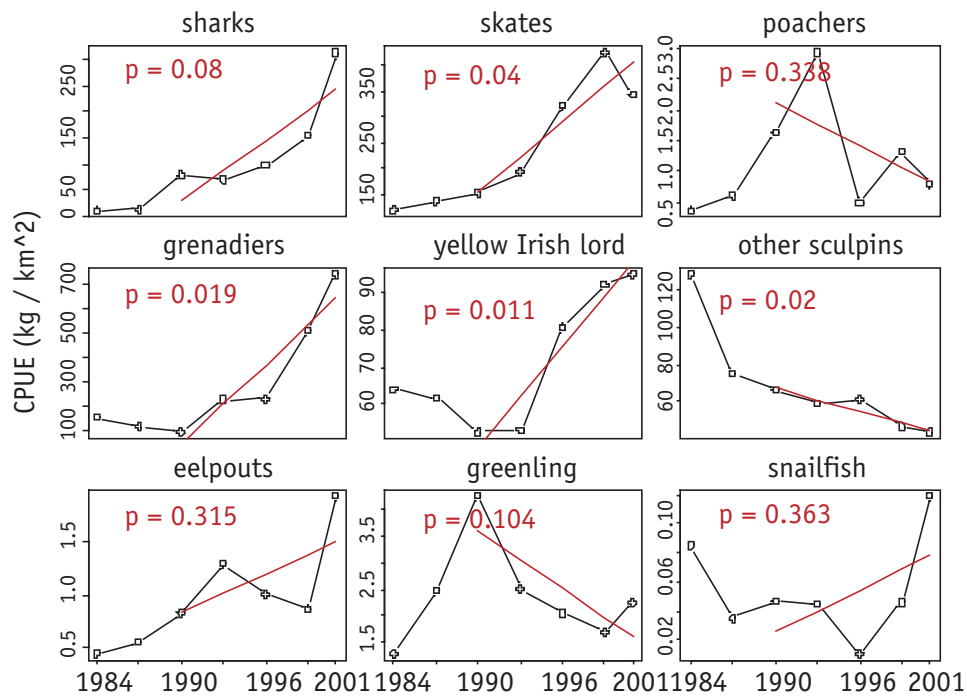 sharks
p = 0.08
0 50 150 250
skates
p = 0.04
150 250 350
poachers
p = 0.338
0.5 1.0 1.5 2.0 2.5 3.0
CPUE (kg / km^2)
grenadiers
p = 0.019
100 300 500 700
yellow Irish lord
p = 0.011
60 70 80 90
other sculpins
p = 0.02
60 80 100 120
eelpouts
p = 0.315
0.5 1.0 1.5
greenling
p = 0.104
1.5 2.5 3.5
snailfish
p = 0.363
0.02 0.06 0.10
1984 1990 1996 2001 1984 1990 1996 2001 1984 1990 1996 2001